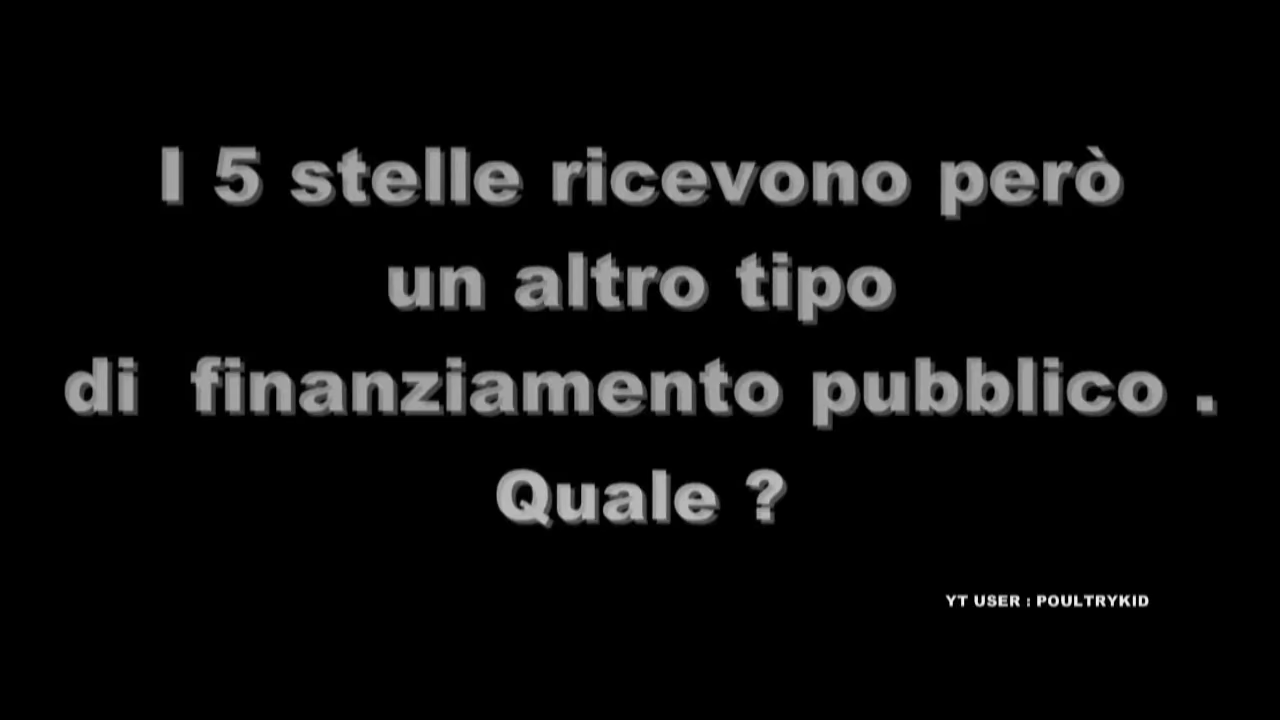 I 5 stelle ricevono però
un altro tipo
di finanziamento pubblico .
Quale ?
YT USER : POULTRYKID